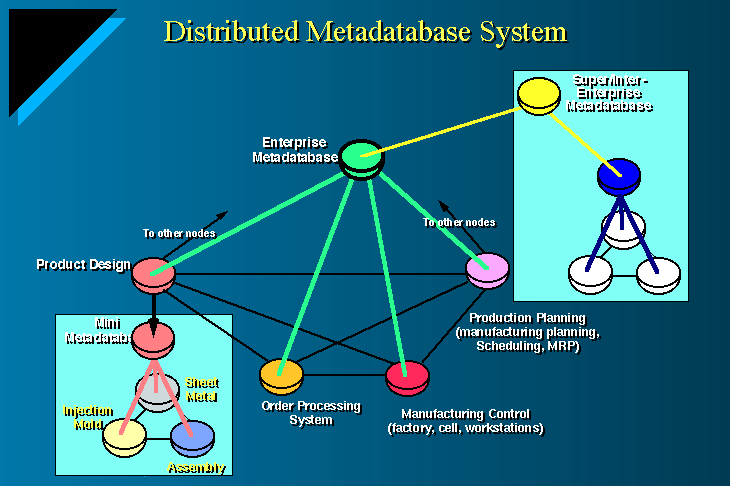 Distributed Metadatabase System
Super/Inter-
Enterprise
Metadatabase
Enterprise
Metadatabase
To other nodes
To other nodes
Product Design
Production Planning
(manufacturing planning,
Scheduling, MRP)
Mini
Metadatabase
Sheet
Metal
Injection
Mold
Assembly
Order Processing
System
Manufacturing Control
(factory, cell, workstations)